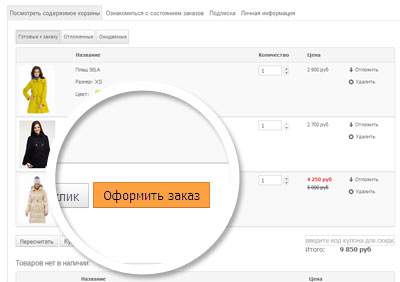 Посмотреть содержимое корзины Ознакомиться с состоянием заказов Подписка Личная информация
Готовые к заказу Отложенные Ожидаемые
Название Количество Цена
Плащ SELA 1 2 900 руб Отложить
Размер: XS Удалить
Цвет:
1 2 700 руб Отложить
Удалить
1 4 250 руб Отложить
5 000 руб Удалить
лик Оформить заказ
Пересчитать Ку
введите код купона для скидк
Итого: 9 850 руб
Товаров нет в наличии
Название Цена